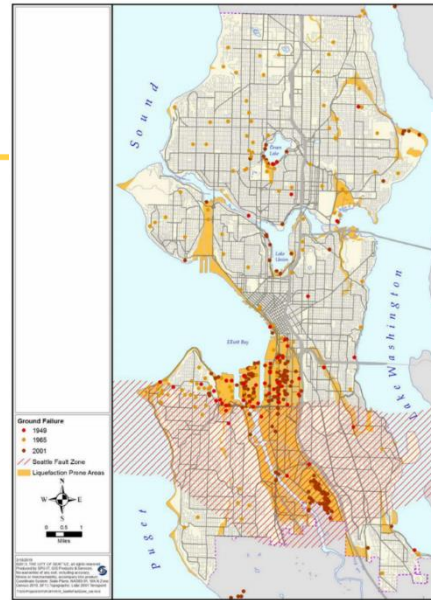 Sound
Green
Lake
Lake
Union
Elliott Bay
Lake Washington
Puget
Ground Failure
1949
1965
2001
Seattle Fault Zone
Liquefaction Prone Areas
N
W
E
S
0
0.5
1
Miles